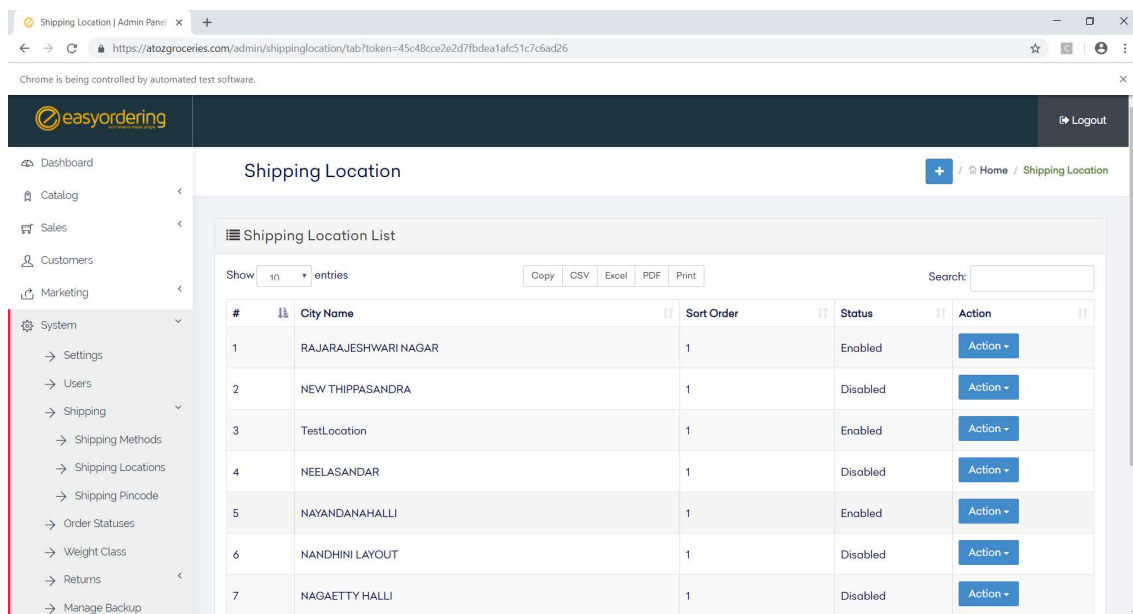 Shipping Location | Admin Panel
https://atozgroceries.com/admin/shippinglocation/tab?token=45c48cce2e2d7fbdea1afc51c7c6ad26
Chrome is being controlled by automated test software.
easyordering
ecommerce made simple
Logout
Dashboard
Catalog
Sales
Customers
Marketing
System
Settings
Users
Shipping
Shipping Methods
Shipping Locations
Shipping Pincode
Order Statuses
Weight Class
Returns
Manage Backup
Shipping Location
+ / Home / Shipping Location
Shipping Location List
Show 10 entries Copy CSV Excel PDF Print Search:
# City Name Sort Order Status Action
1 RAJARAJESHWARI NAGAR 1 Enabled Action
2 NEW THIPPASANDRA 1 Disabled Action
3 TestLocation 1 Enabled Action
4 NEELASANDAR 1 Disabled Action
5 NAYANDANAHALLI 1 Enabled Action
6 NANDHINI LAYOUT 1 Disabled Action
7 NAGAETTY HALLI 1 Disabled Action